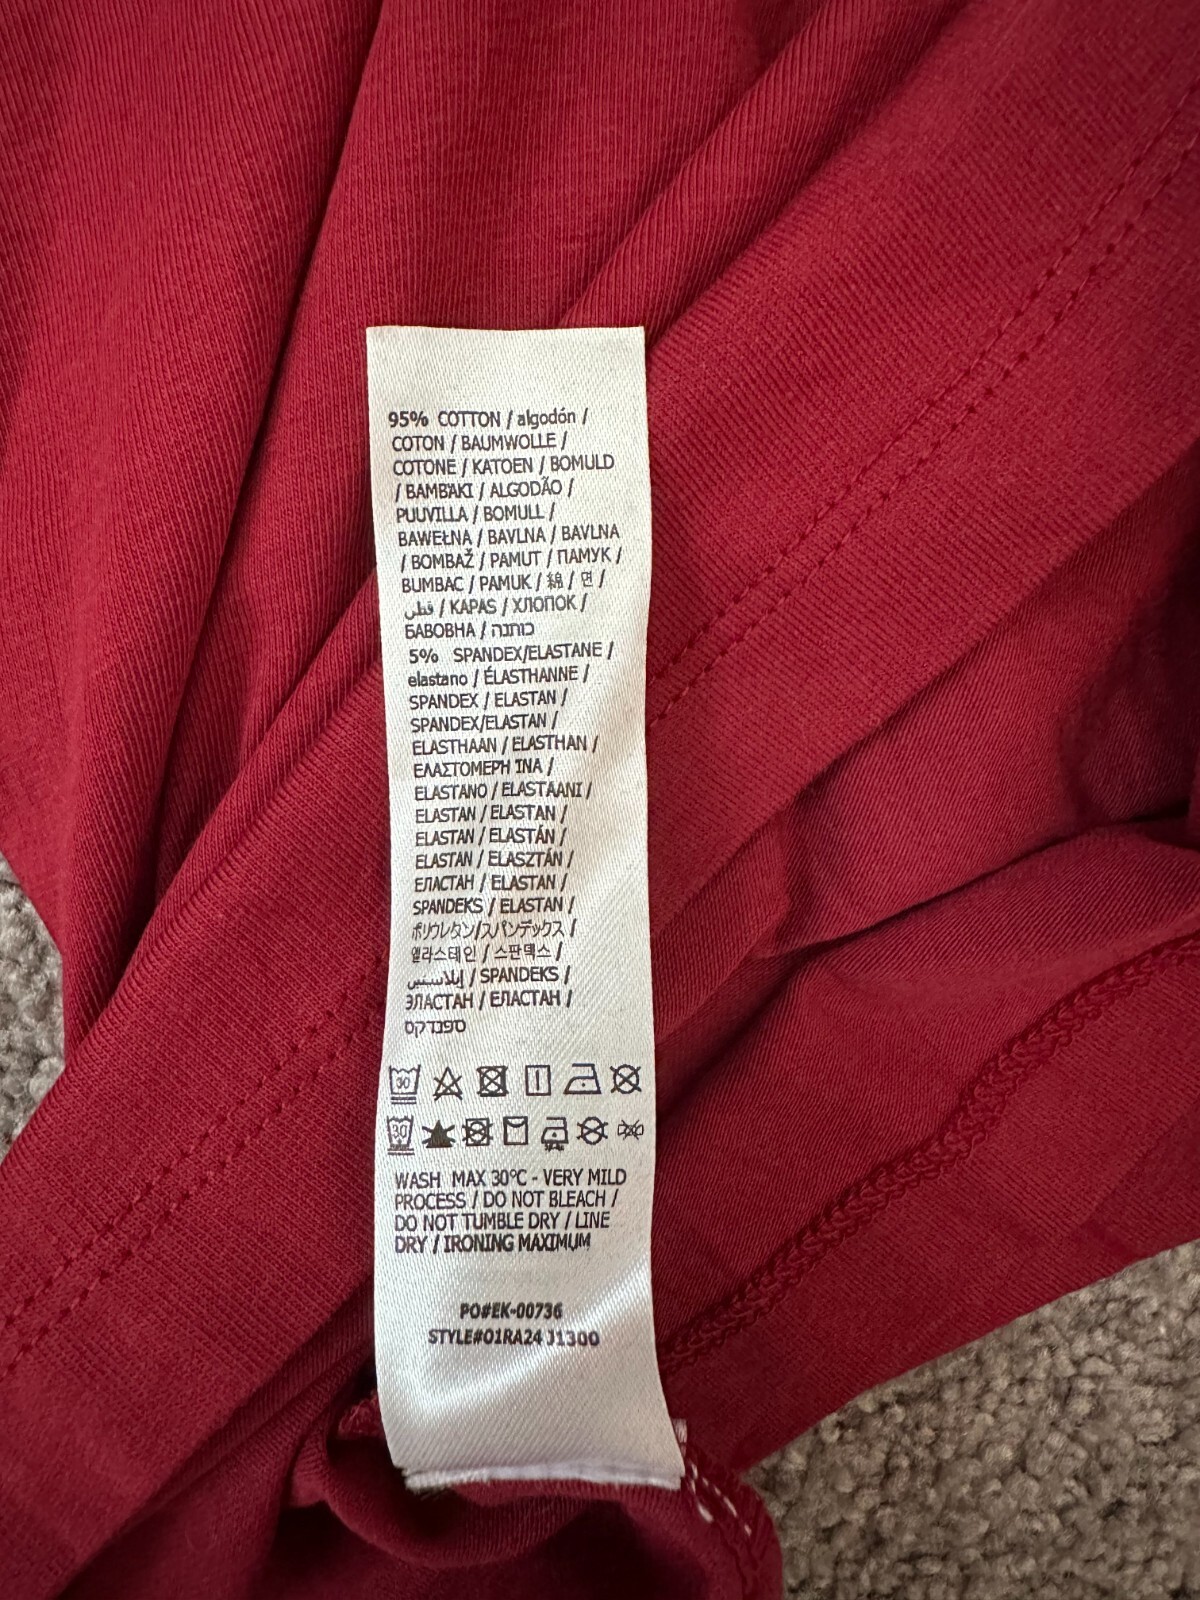 95% COTTON / algodón /
COTON / BAUMWOLLE /
COTONE / KATOEN / BOMULD
/ ΒΑΜΒΆΚΙ / ALGODÃO /
PUUVILLA / BOMULL /
BAWEŁNA / BAVLNA / BAVLNA
/ BOMBAŽ / PAMUT / ПАМУК /
BUMBAC / PAMUK / 綿 / 면 /
قطن / KAPAS / ХЛОПОК /
БАВОВНА / כותנה
5% SPANDEX/ELASTANE /
elastano / ÉLASTHANNE /
SPANDEX / ELASTAN /
SPANDEX/ELASTAN /
ELASTHAAN / ELASTHAN /
ΕΛΑΣΤΟΜΕΡΗ ΊΝΑ /
ELASTANO / ELASTAANI /
ELASTAN / ELASTAN /
ELASTAN / ELASTÁN /
ELASTAN / ELASZTÁN /
ЕЛАСТАН / ELASTAN /
SPANDEKS / ELASTAN /
ポリウレタン/スパンデックス /
엘라스테인 / 스판덱스 /
/ SPANDEKS /
ЭЛАСТАН / ЕЛАСТАН /
ספנדקס
30
30
WASH MAX 30°C - VERY MILD
PROCESS / DO NOT BLEACH /
DO NOT TUMBLE DRY / LINE
DRY / IRONING MAXIMUM
PO#EK-00736
STYLE#01RA24 J1300